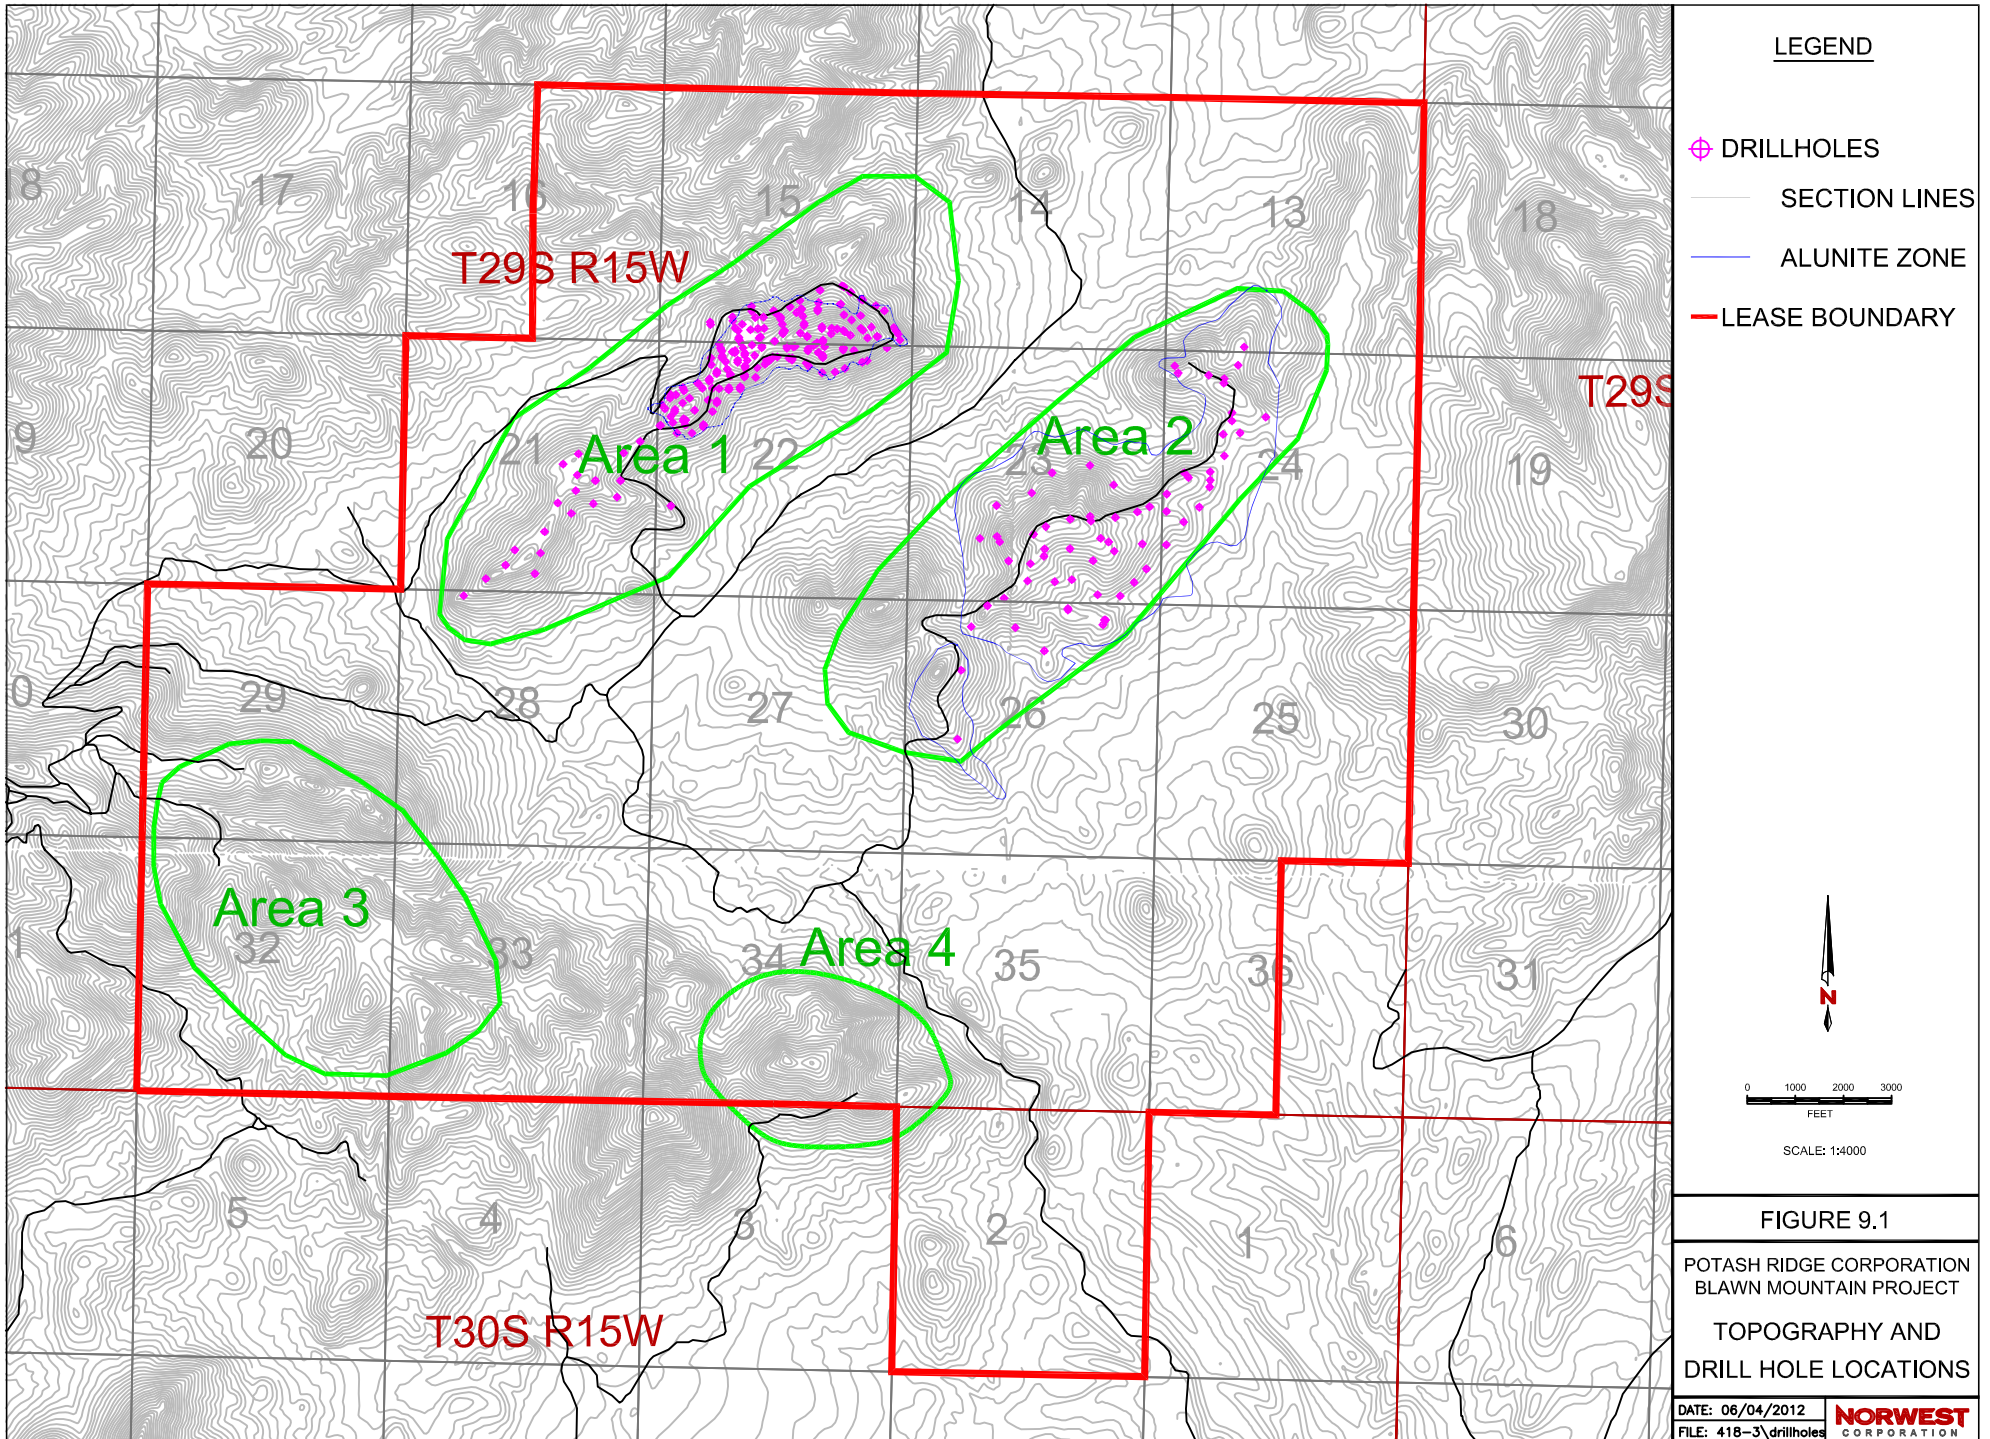 LEGEND
DRILLHOLES
SECTION LINES
ALUNITE ZONE
LEASE BOUNDARY
18
17
16
15
14
13
18
T29S R15W
T29S
9
20
21
Area 1
22
23
Area 2
24
19
0
29
28
27
26
25
30
1
Area 3
32
33
34
Area 4
35
36
31
5
4
3
2
1
6
T30S R15W
N
0 1000 2000 3000
FEET
SCALE: 1:4000
FIGURE 9.1
POTASH RIDGE CORPORATION
BLAWN MOUNTAIN PROJECT
TOPOGRAPHY AND
DRILL HOLE LOCATIONS
DATE: 06/04/2012
FILE: 418-3\drillholes
NORWEST
CORPORATION